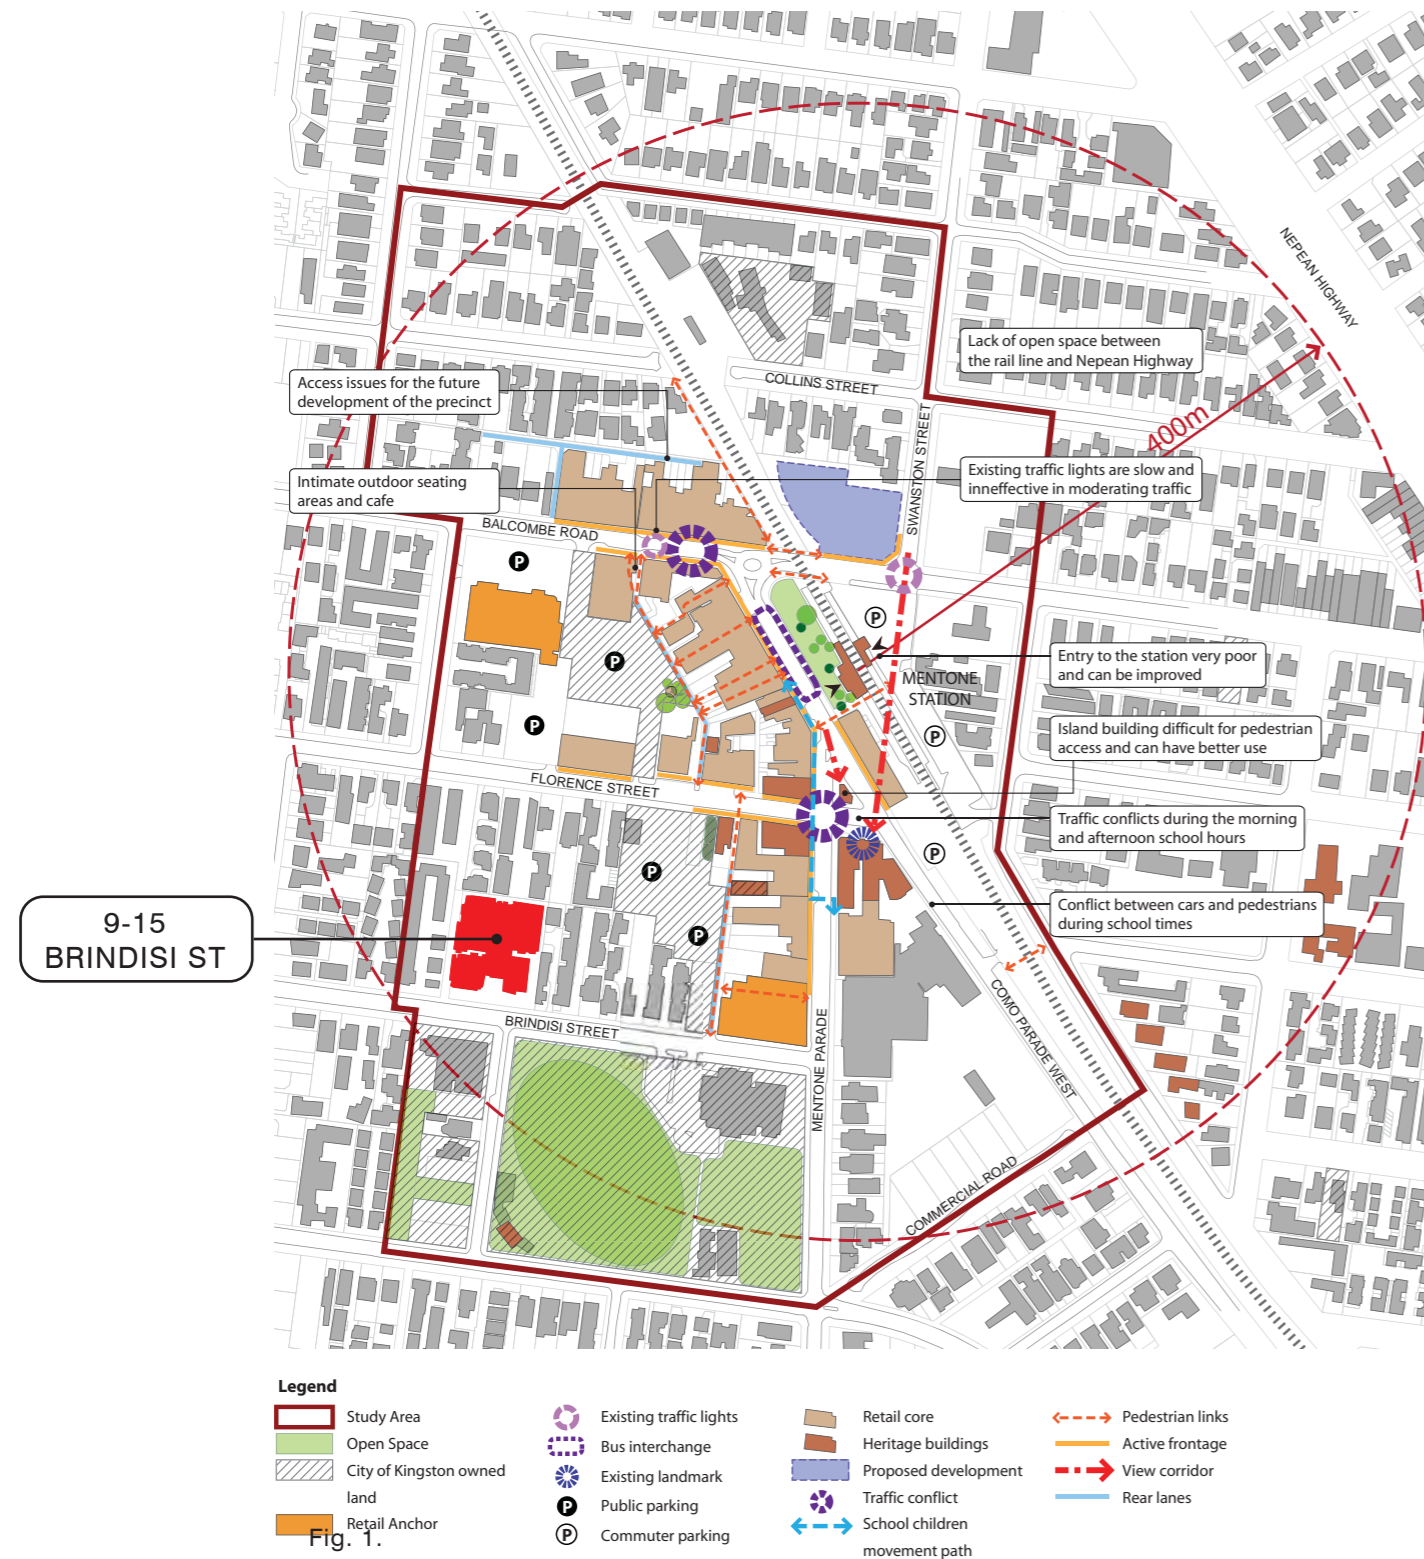 NEPEAN HIGHWAY
Lack of open space between
the rail line and Nepean Highway
COLLINS STREET
Access issues for the future
development of the precinct
400m
SWANSTON STREET
Intimate outdoor seating
areas and cafe
Existing traffic lights are slow and
ineffective in moderating traffic
BALCOMBE ROAD
P
P
P
Entry to the station very poor
and can be improved
MENTONE
STATION
P
P
Island building difficult for pedestrian
access and can have better use
FLORENCE STREET
Traffic conflicts during the morning
and afternoon school hours
P
P
Conflict between cars and pedestrians
during school times
9-15
BRINDISI ST
P
COMO PARADE WEST
BRINDISI STREET
MENTONE PARADE
COMMERCIAL ROAD
Legend
Study Area
Open Space
City of Kingston owned
land
Retail Anchor
Existing traffic lights
Bus interchange
Existing landmark
P Public parking
P Commuter parking
Retail core
Heritage buildings
Proposed development
Traffic conflict
School children
movement path
Pedestrian links
Active frontage
View corridor
Rear lanes
Fig. 1.